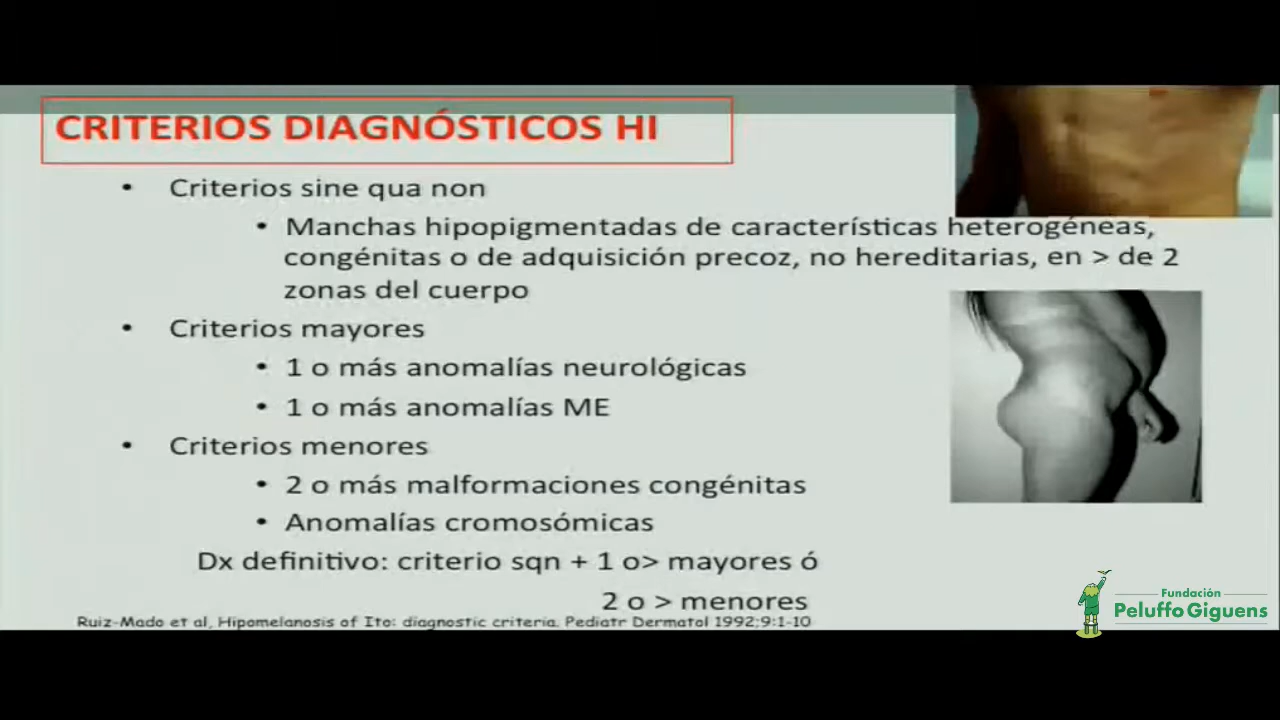 CRITERIOS DIAGNÓSTICOS HI
• Criterios sine qua non
• Manchas hipopigmentadas de características heterogéneas,
congénitas o de adquisición precoz, no hereditarias, en > de 2
zonas del cuerpo
• Criterios mayores
• 1 o más anomalías neurológicas
• 1 o más anomalías ME
• Criterios menores
• 2 o más malformaciones congénitas
• Anomalías cromosómicas
Dx definitivo: criterio sqn + 1 o> mayores ó
2 o > menores
Ruiz-Mado et al, Hipomelanosis of Ito: diagnostic criteria. Pediatr Dermatol 1992;9:1-10
Fundación
Peluffo Giguens